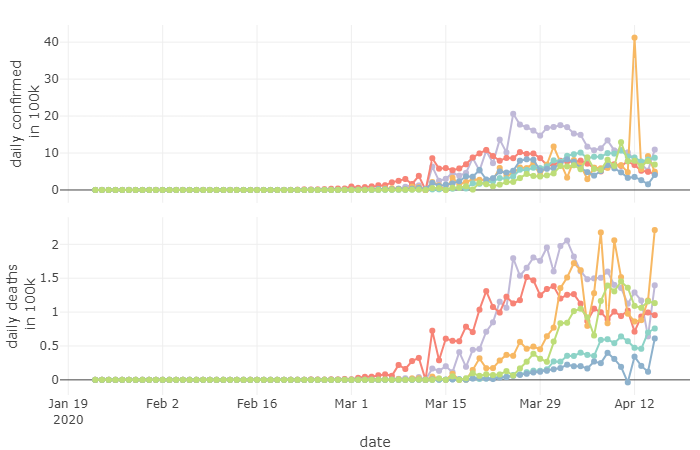 40
30
20
10
0
daily confirmed
in 100k
2
1.5
1
0.5
0
daily deaths
in 100k
Jan 19
2020
Feb 2
Feb 16
Mar 1
Mar 15
Mar 29
Apr 12
date